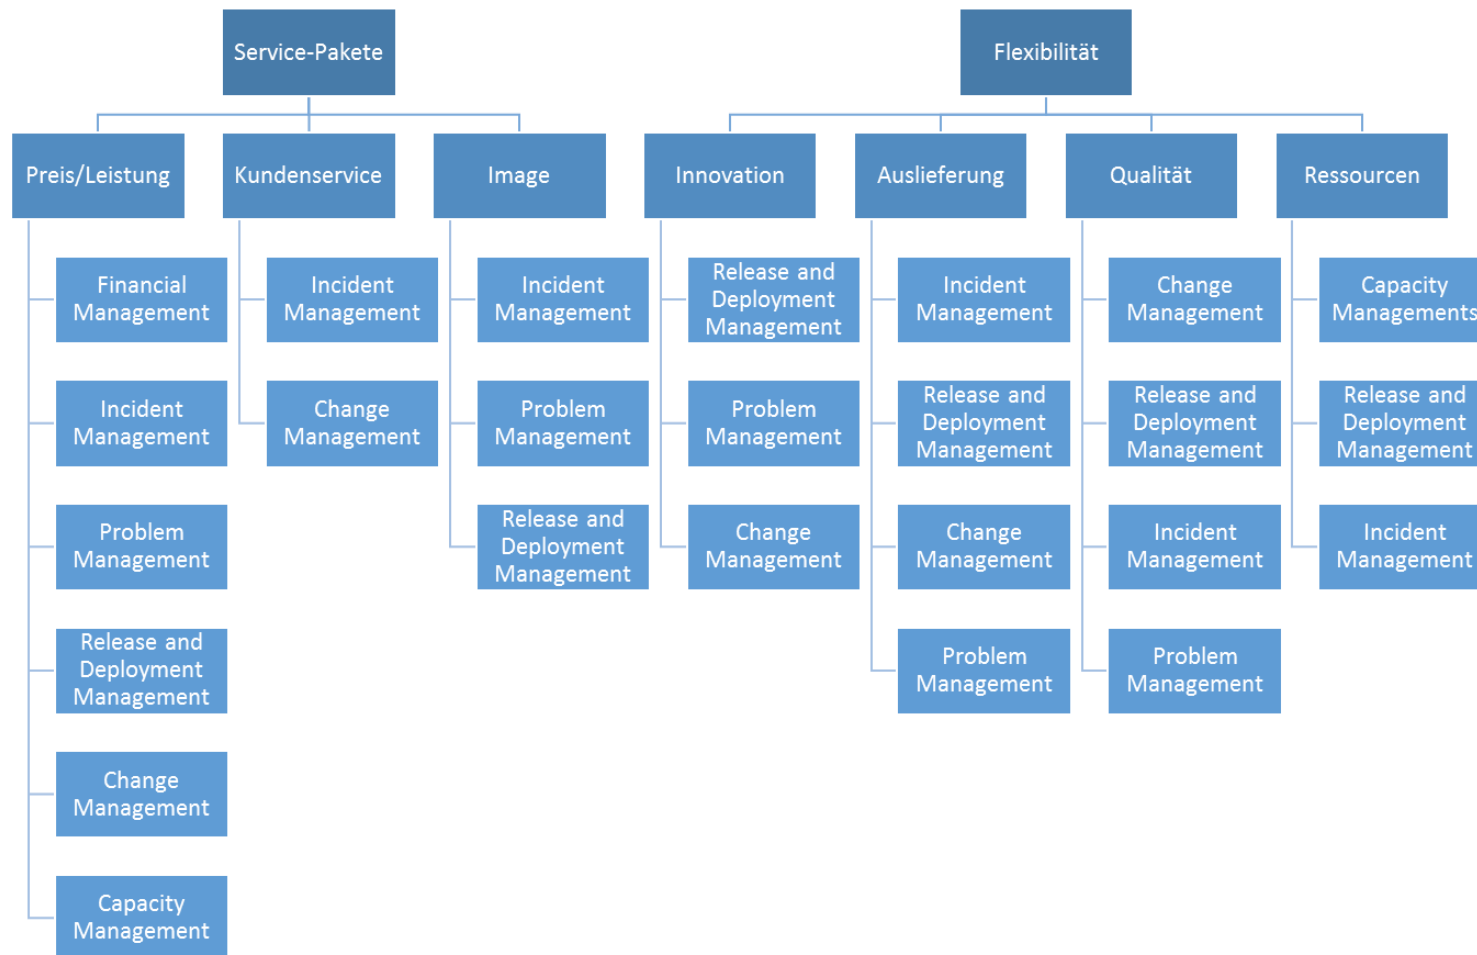 Service-Pakete
Flexibilität
Preis/Leistung
Kundenservice
Image
Innovation
Auslieferung
Qualität
Ressourcen
Financial
Management
Incident
Management
Problem
Management
Release and
Deployment
Management
Change
Management
Capacity
Management
Incident
Management
Change
Management
Incident
Management
Problem
Management
Release and
Deployment
Management
Release and
Deployment
Management
Problem
Management
Change
Management
Incident
Management
Release and
Deployment
Management
Change
Management
Problem
Management
Change
Management
Release and
Deployment
Management
Incident
Management
Problem
Management
Capacity
Managements
Release and
Deployment
Management
Incident
Management